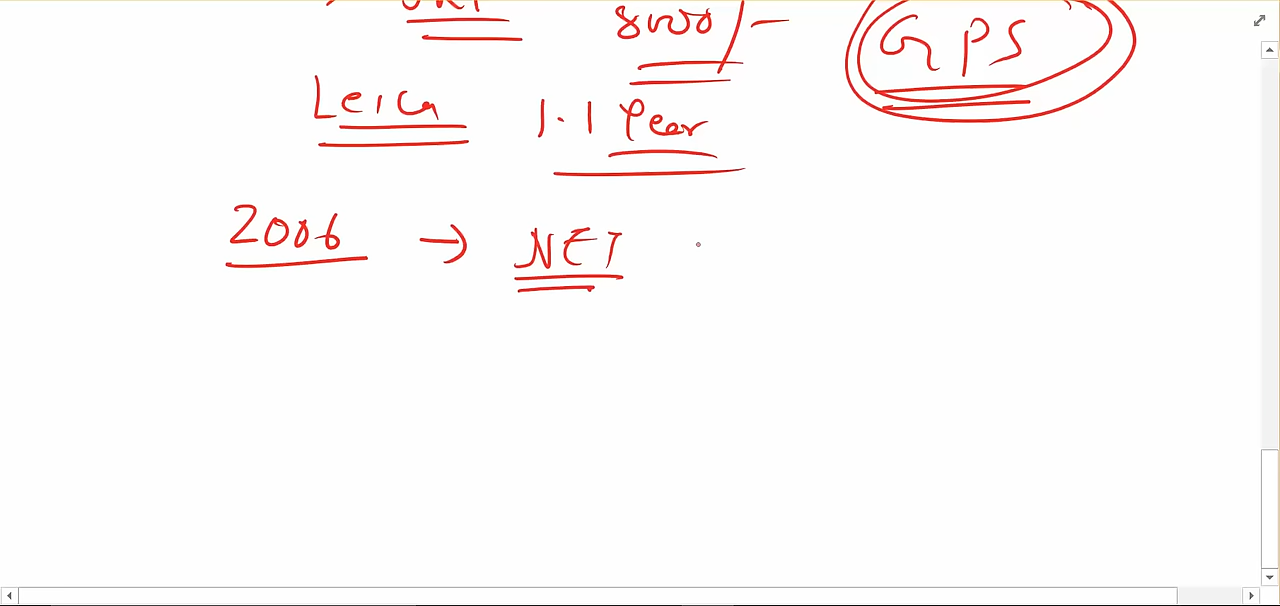 8000/- GPS
Leica 1.1 Year
2006 → NET